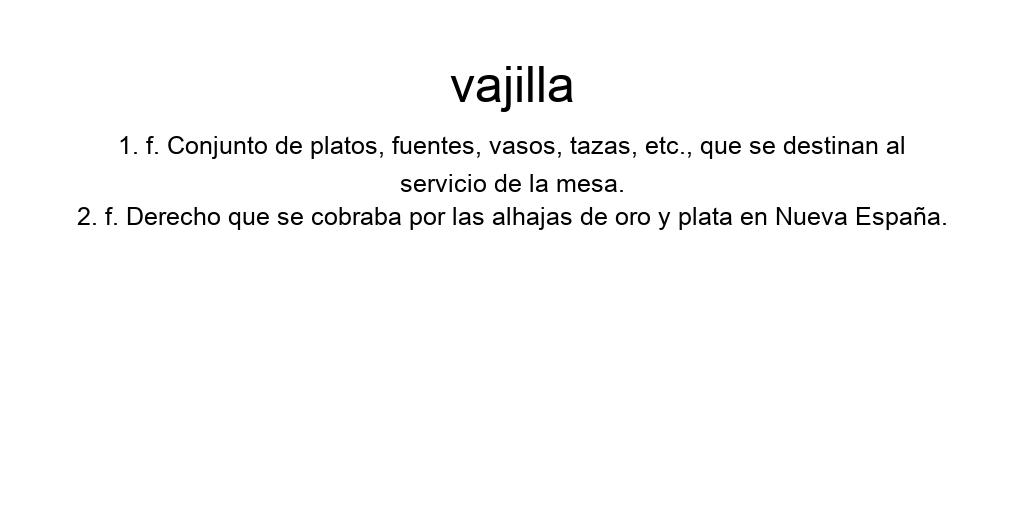 vajilla
1. f. Conjunto de platos, fuentes, vasos, tazas, etc., que se destinan al
servicio de la mesa.
2. f. Derecho que se cobraba por las alhajas de oro y plata en Nueva España.